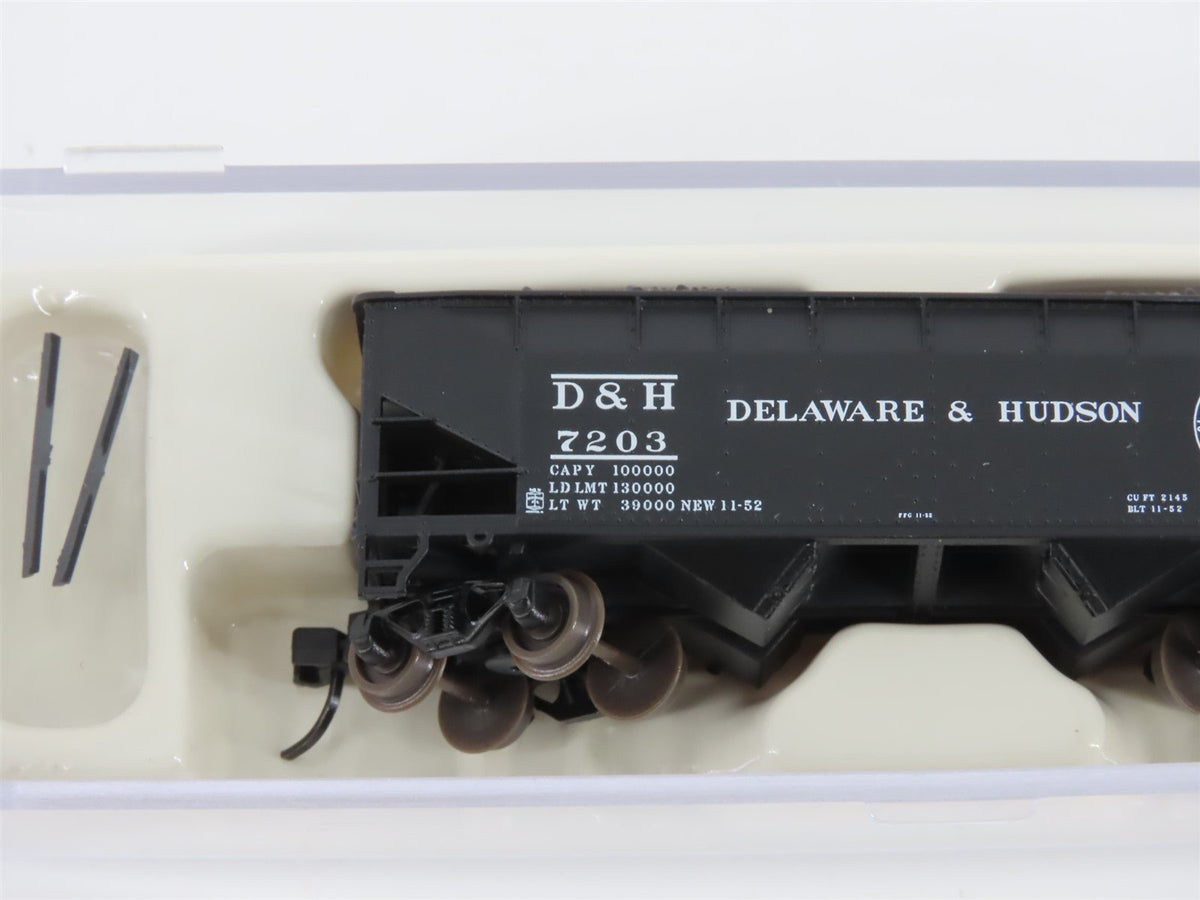 D & H
7203
CAPY 100000
LD LMT 130000
LT WT 39000 NEW 11-52
DELAWARE & HUDSON
CU FT 2145
BLT 11-52